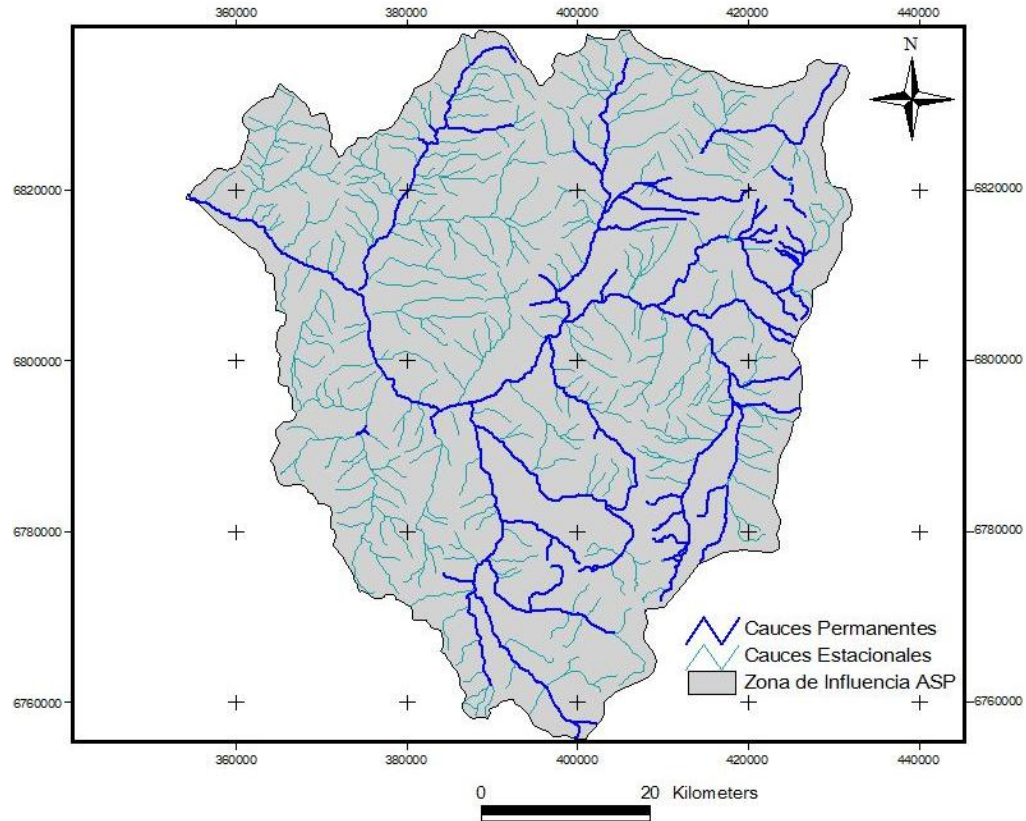 360000 380000 400000 420000 440000
N
6820000 6820000
6800000 6800000
6780000 6780000
Cauces Permanentes
Cauces Estacionales
Zona de Influencia ASP
6760000 6760000
360000 380000 400000 420000 440000
0 20 Kilometers